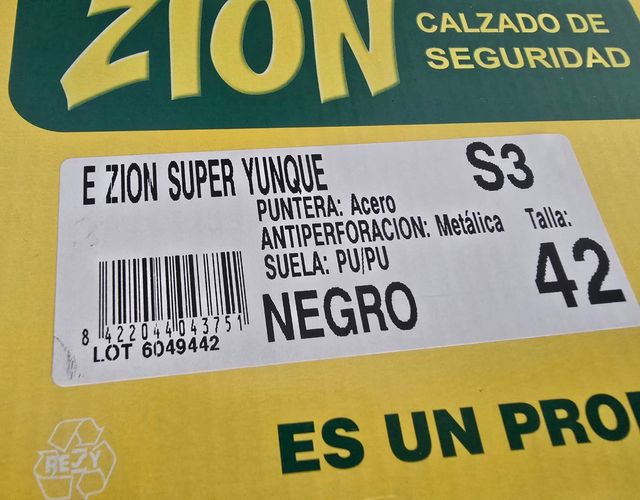 ZION
CALZADO DE
SEGURIDAD
E ZION SUPER YUNQUE
S3
PUNTERA: Acero
ANTIPERFORACION: Metálica
SUELA: PU/PU
NEGRO
Talla:
42
8 422044 043751
LOT 6049442
ES UN
RESY